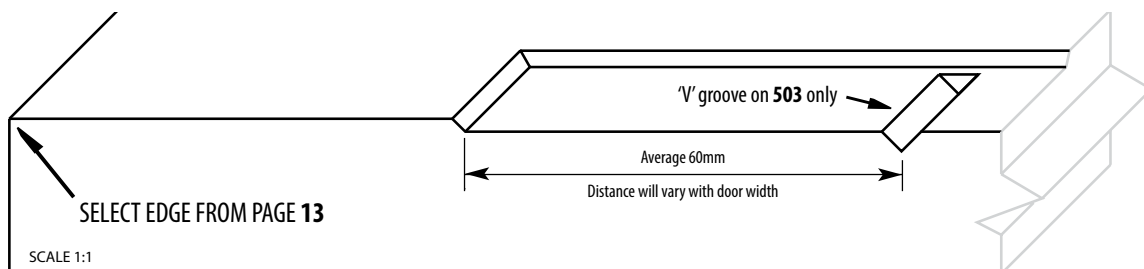 ‘V’ groove on 503 only
Average 60mm
Distance will vary with door width
SELECT EDGE FROM PAGE 13
SCALE 1:1